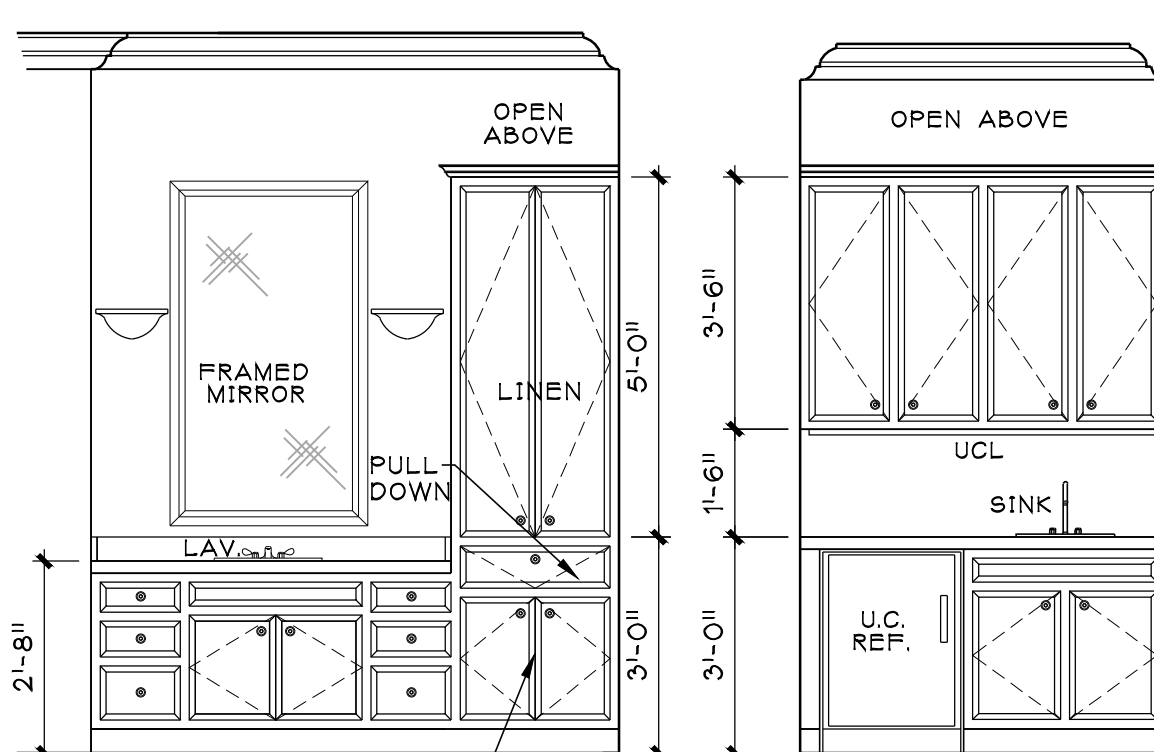 OPEN
ABOVE
OPEN ABOVE
3'-6"
5'-0"
FRAMED
MIRROR
LINEN
UCL
PULL
DOWN
1'-6"
SINK
LAV.
U.C.
REF.
2'-8"
3'-0"
3'-0"